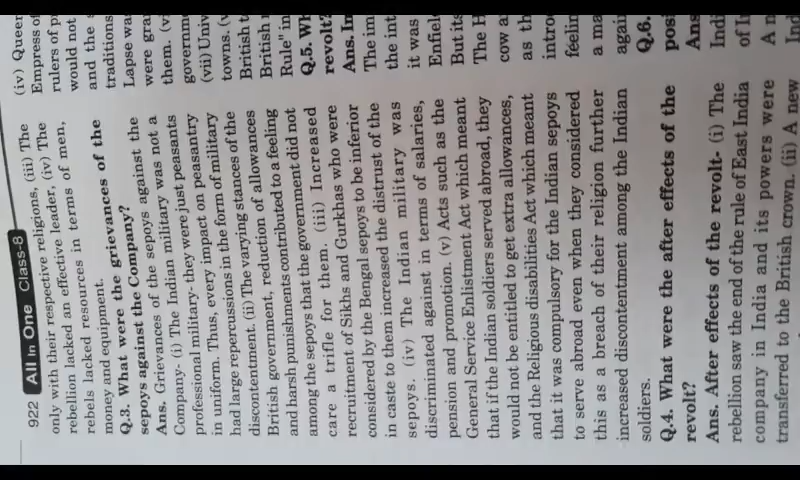 922 All In One Class-8
only with their respective religions, (iii) The
rebellion lacked an effective leader, (iv) The
rebels lacked resources in terms of men,
money and equipment.
Q.3. What were the grievances of the
sepoys against the Company?
Ans. Grievances of the sepoys against the
Company- (i) The Indian military was not a
professional military- they were just peasants
in uniform. Thus, every impact on peasantry
had large repercussions in the form of military
discontentment. (ii) The varying stances of the
British government, reduction of allowances
and harsh punishments contributed to a feeling
among the sepoys that the government did not
care a trifle for them. (iii) Increased
recruitment of Sikhs and Gurkhas who were
considered by the Bengal sepoys to be inferior
in caste to them increased the distrust of the
sepoys. (iv) The Indian military was
discriminated against in terms of salaries,
pension and promotion. (v) Acts such as the
General Service Enlistment Act which meant
that if the Indian soldiers served abroad, they
would not be entitled to get extra allowances,
and the Religious disabilities Act which meant
that it was compulsory for the Indian sepoys
to serve abroad even when they considered
this as a breach of their religion further
increased discontentment among the Indian
soldiers.
Q.4. What were the after effects of the
revolt?
Ans. After effects of the revolt- (i) The
rebellion saw the end of the rule of East India
company in India and its powers were
transferred to the British crown. (ii) A new
(iv) Queen
Empress of
rulers of
would not
and the
traditions
Lapse was
were
them.
governm
(vii) Univ
towns.
British t
British
Rule" in
Q.5. Wh
revolt?
Ans. In
The im
the int
it was
Enfiel
But its
The H
cow a
as th
introd
feelin
a ma
again
Q.6.
posi
Ans
Indi
of I
A n
Ind